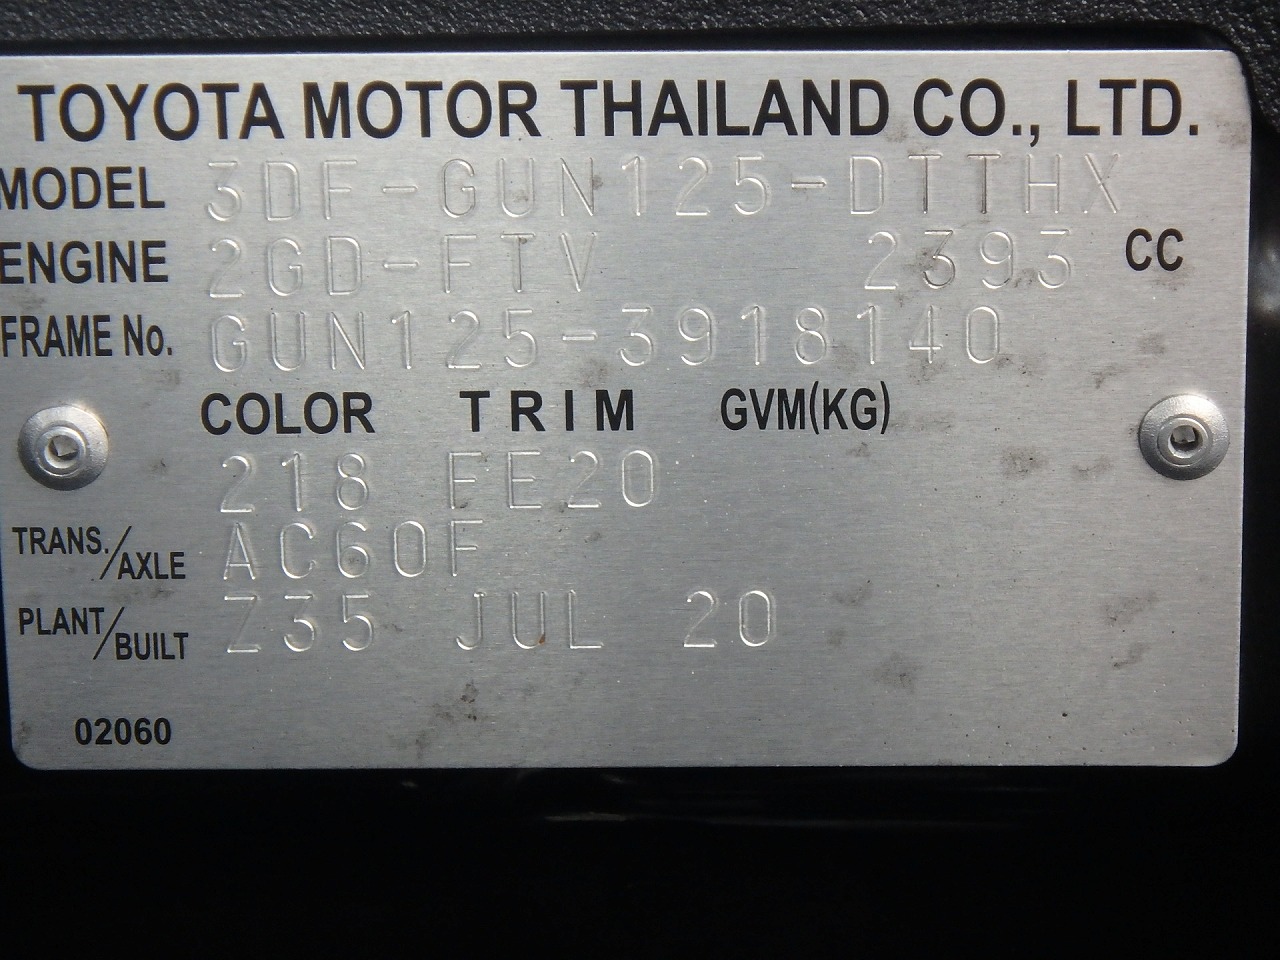 TOYOTA MOTOR THAILAND CO., LTD.
MODEL 3DF-GUN125-DTTHX
ENGINE 2GD-FTV 2393 CC
FRAME No. GUN125-3918140
COLOR TRIM GVM(KG)
218 FE20
TRANS./AXLE AC60F
PLANT/BUILT Z35 JUL 20
02060